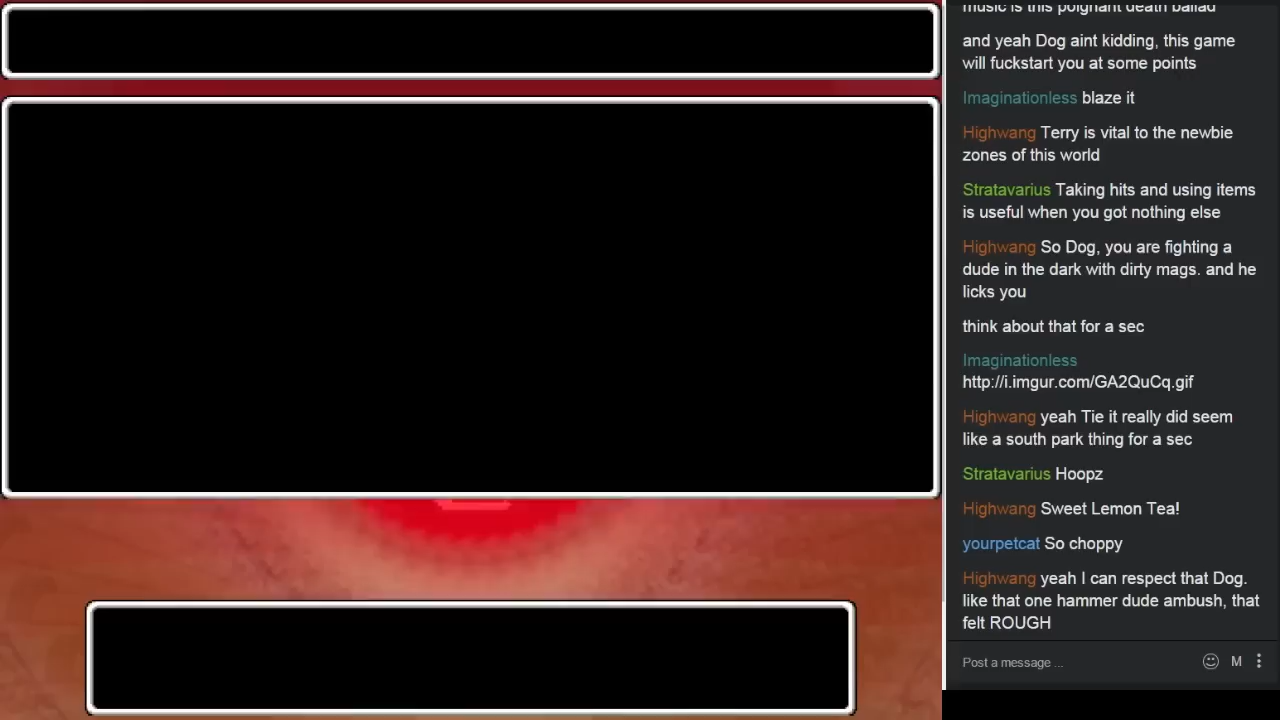 music is this poignant death ballad
and yeah Dog aint kidding, this game
will fuckstart you at some points
Imaginationless blaze it
Highwang Terry is vital to the newbie
zones of this world
Stratavarius Taking hits and using items
is useful when you got nothing else
Highwang So Dog, you are fighting a
dude in the dark with dirty mags. and he
licks you
think about that for a sec
Imaginationless
http://i.imgur.com/GA2QuCq.gif
Highwang yeah Tie it really did seem
like a south park thing for a sec
Stratavarius Hoopz
Highwang Sweet Lemon Tea!
yourpetcat So choppy
Highwang yeah I can respect that Dog.
like that one hammer dude ambush, that
felt ROUGH
Post a message ...
M